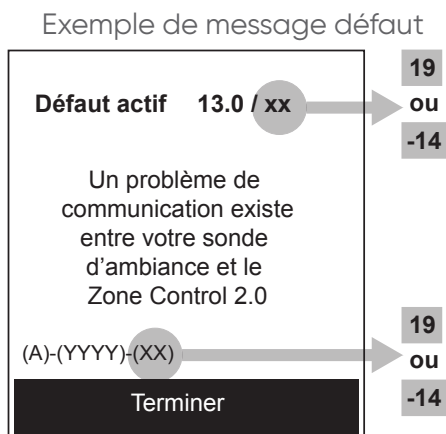 Exemple de message défaut
Défaut actif 13.0 / xx
19
ou
-14
Un problème de
communication existe
entre votre sonde
d'ambiance et le
Zone Control 2.0
(A)-(YYYY)-(XX)
19
ou
-14
Terminer